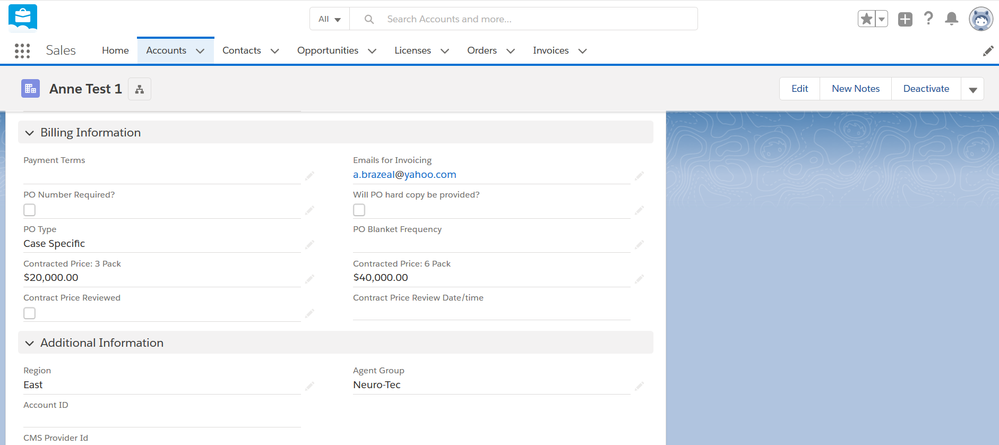 All
Search Accounts and more...
Sales
Home
Accounts
Contacts
Opportunities
Licenses
Orders
Invoices
Anne Test 1
Edit
New Notes
Deactivate
Billing Information
Payment Terms
Emails for Invoicing
a.brazeal@yahoo.com
PO Number Required?
Will PO hard copy be provided?
PO Type
PO Blanket Frequency
Case Specific
Contracted Price: 3 Pack
Contracted Price: 6 Pack
$20,000.00
$40,000.00
Contract Price Reviewed
Contract Price Review Date/time
Additional Information
Region
Agent Group
East
Neuro-Tec
Account ID
CMS Provider Id